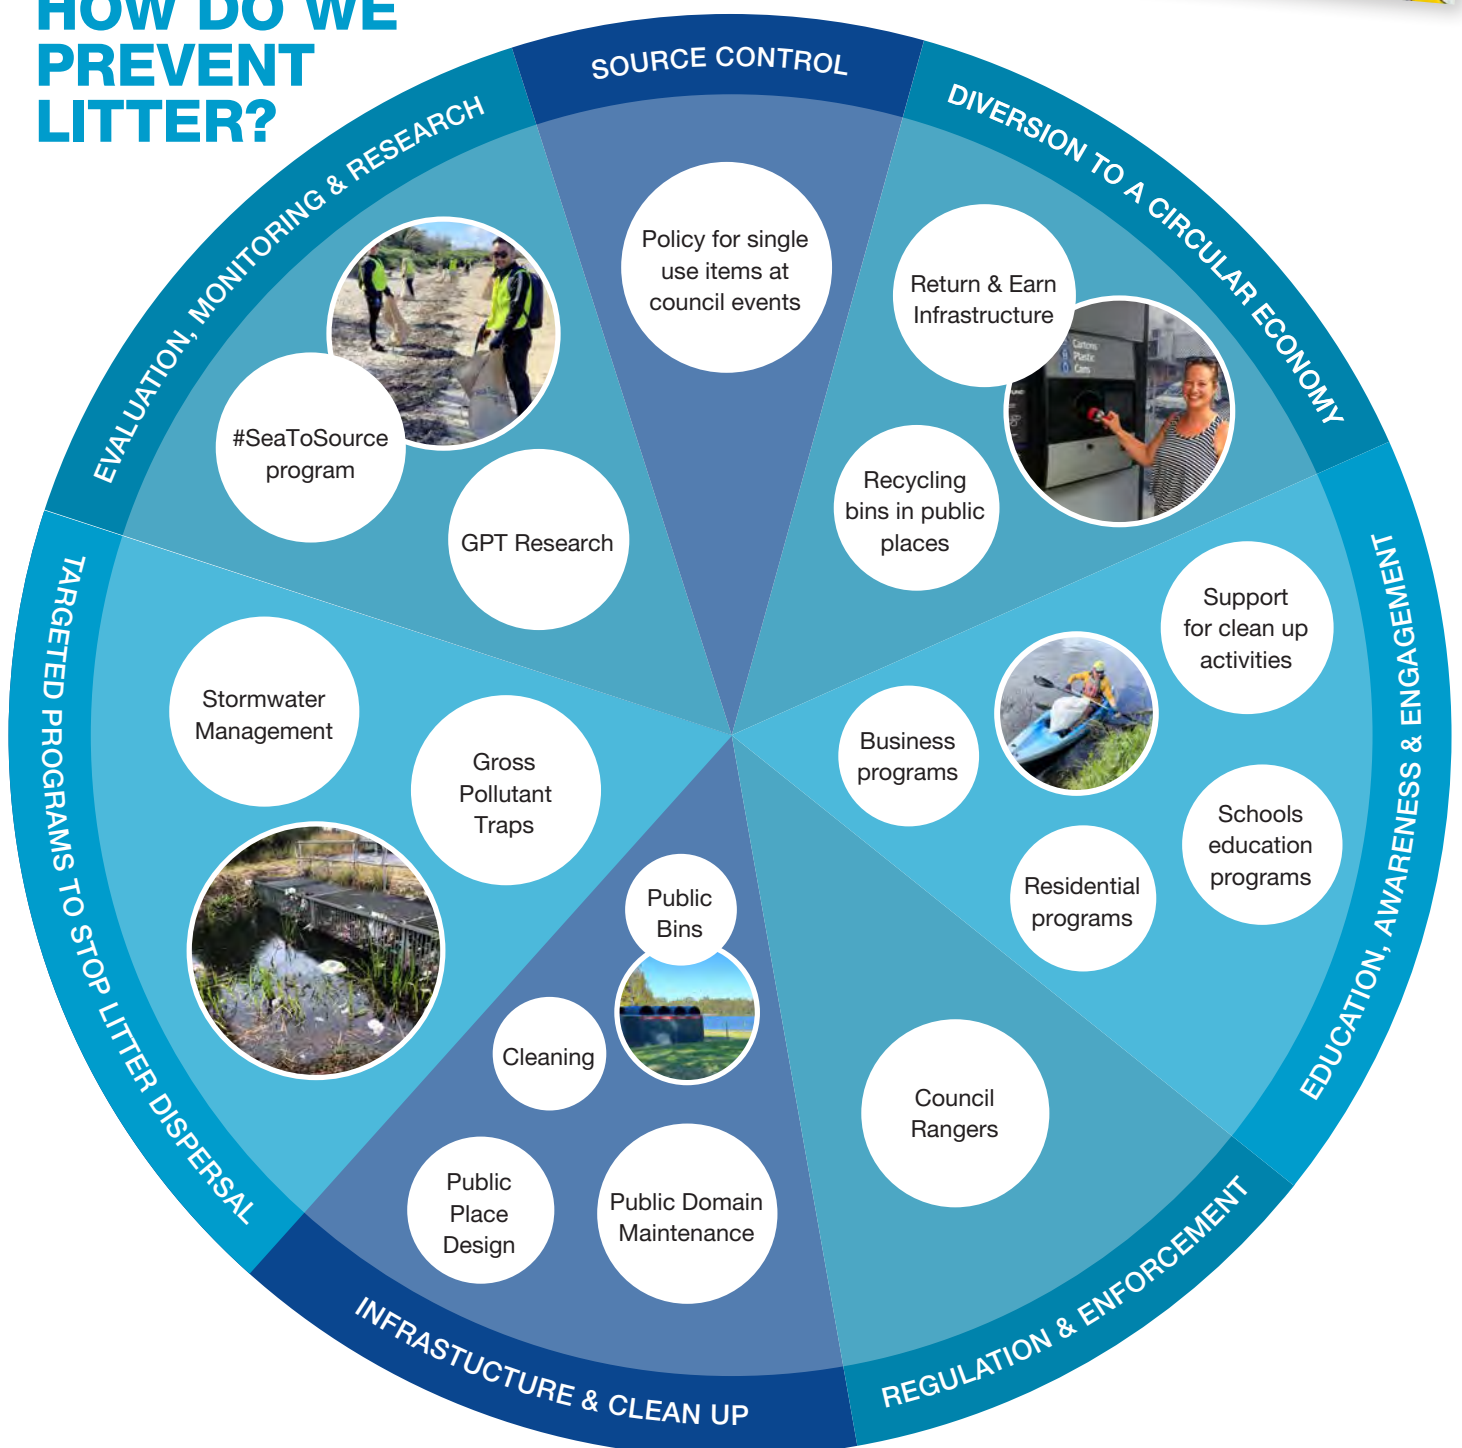 HOW DO WE
PREVENT
LITTER?
SOURCE CONTROL
Policy for single
use items at
council events
DIVERSION TO A CIRCULAR ECONOMY
Return & Earn
Infrastructure
Cartons
Plastic
Cans
Recycling
bins in public
places
EDUCATION, AWARENESS & ENGAGEMENT
Support
for clean up
activities
Business
programs
Schools
education
programs
Residential
programs
REGULATION & ENFORCEMENT
Council
Rangers
INFRASTUCTURE & CLEAN UP
Public
Bins
Cleaning
Public
Place
Design
Public Domain
Maintenance
TARGETED PROGRAMS TO STOP LITTER DISPERSAL
Stormwater
Management
Gross
Pollutant
Traps
EVALUATION, MONITORING & RESEARCH
#SeaToSource
program
GPT Research